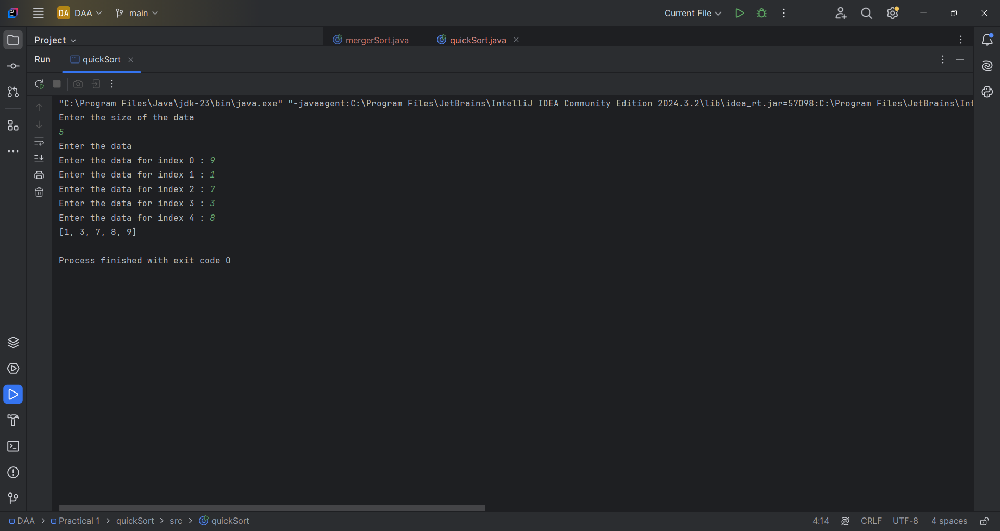 DA DAA main Current File
Project mergerSort.java quickSort.java
Run quickSort
"C:\Program Files\Java\jdk-23\bin\java.exe" "-javaagent:C:\Program Files\JetBrains\IntelliJ IDEA Community Edition 2024.3.2\lib\idea_rt.jar=57098:C:\Program Files\JetBrains\Int
Enter the size of the data
5
Enter the data
Enter the data for index 0 : 9
Enter the data for index 1 : 1
Enter the data for index 2 : 7
Enter the data for index 3 : 3
Enter the data for index 4 : 8
[1, 3, 7, 8, 9]
Process finished with exit code 0
DAA > Practical 1 > quickSort > src > quickSort 4:14 CRLF UTF-8 4 spaces